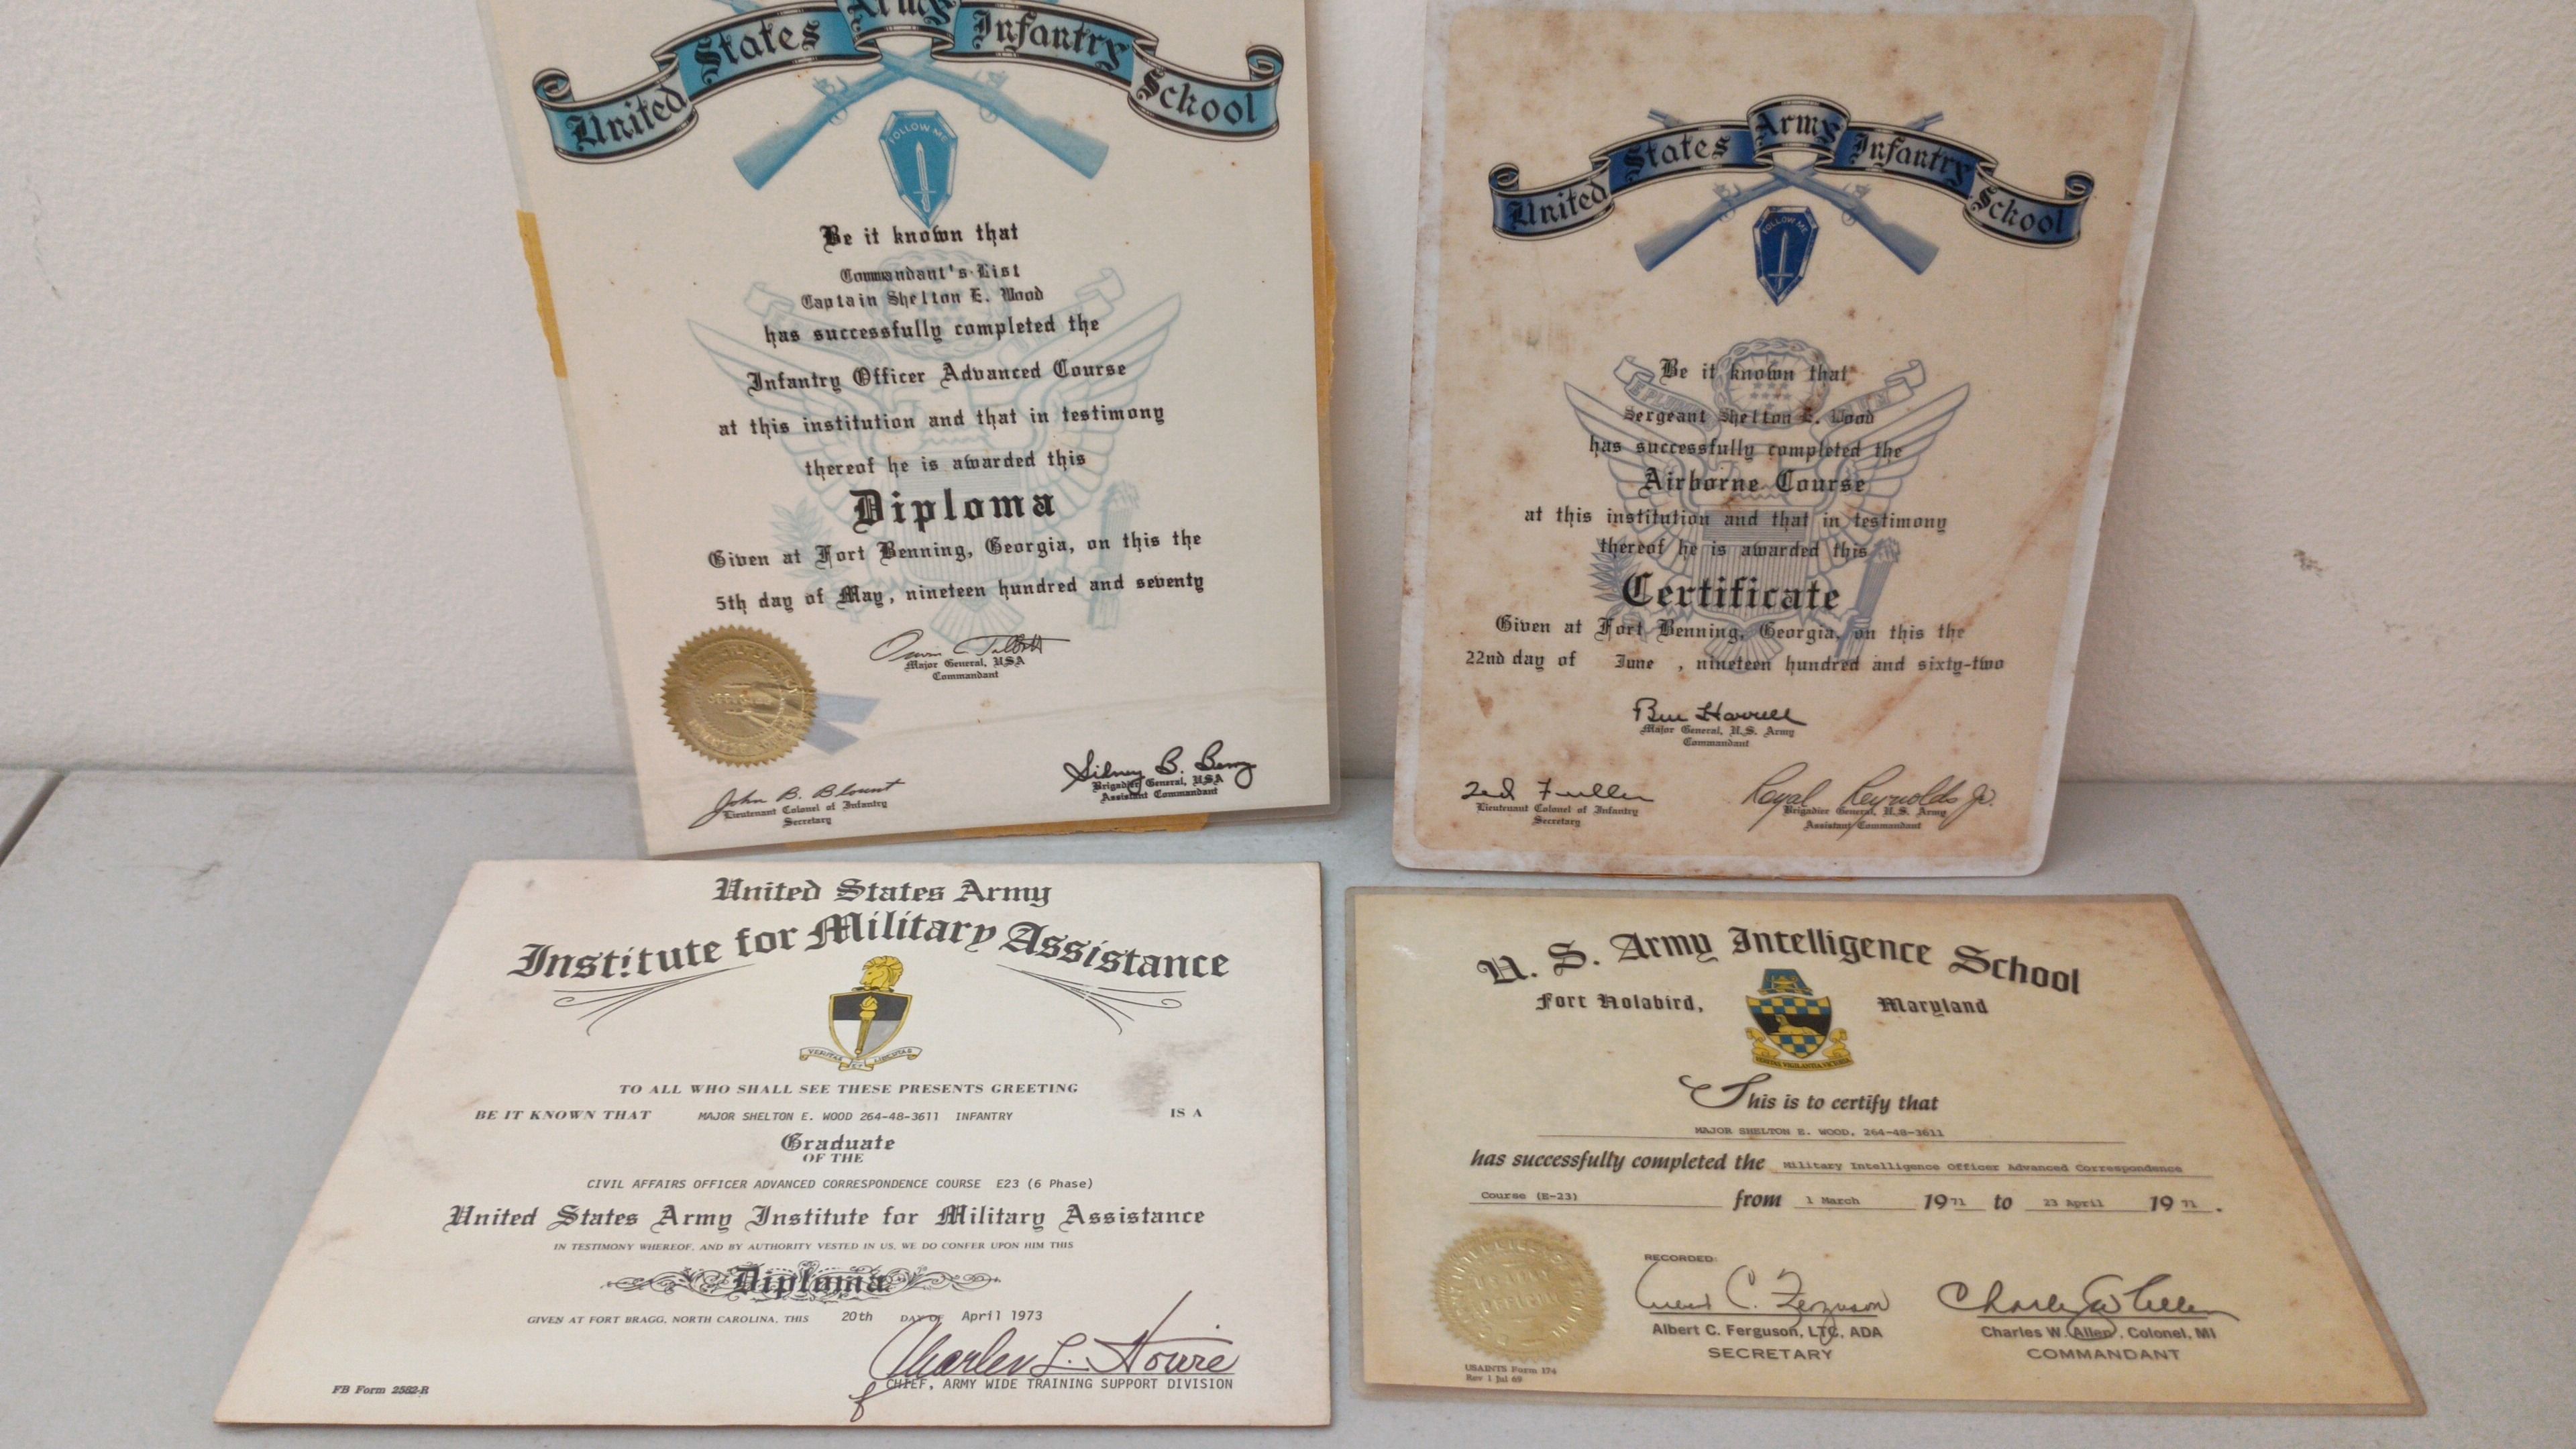 United States Army Infantry School
FOLLOW ME
Be it known that
Commandant's List
Captain Shelton E. Wood
has successfully completed the
Infantry Officer Advanced Course
at this institution and that in testimony
thereof he is awarded this
Diploma
Given at Fort Benning, Georgia, on this the
5th day of May, nineteen hundred and seventy
Major General, USA
Commandant
John B. Blount
Lieutenant Colonel of Infantry
Secretary
Sidney B. Berry
Brigadier General, USA
Assistant Commandant
United States Army Infantry School
FOLLOW ME
Be it known that
Sergeant Shelton E. Wood
has successfully completed the
Airborne Course
at this institution and that in testimony
thereof he is awarded this
Certificate
Given at Fort Benning, Georgia, on this the
22nd day of June, nineteen hundred and sixty-two
Major General, U.S. Army
Commandant
Ted Fuller
Lieutenant Colonel of Infantry
Secretary
Royal Reynolds Jr.
Brigadier General, U.S. Army
Assistant Commandant
United States Army
Institute for Military Assistance
VERITAS ET LIBERTAS
TO ALL WHO SHALL SEE THESE PRESENTS GREETING
BE IT KNOWN THAT MAJOR SHELTON E. WOOD 264-48-3611 INFANTRY IS A
Graduate
OF THE
CIVIL AFFAIRS OFFICER ADVANCED CORRESPONDENCE COURSE E23 (6 Phase)
United States Army Institute for Military Assistance
IN TESTIMONY WHEREOF, AND BY AUTHORITY VESTED IN US, WE DO CONFER UPON HIM THIS
Diploma
GIVEN AT FORT BRAGG, NORTH CAROLINA, THIS 20th DAY OF April 1973
Charles L. Howre
CHIEF, ARMY WIDE TRAINING SUPPORT DIVISION
FB Form 2582-R
U. S. Army Intelligence School
Fort Holabird, Maryland
This is to certify that
MAJOR SHELTON E. WOOD, 264-48-3611
has successfully completed the Military Intelligence Officer Advanced Correspondence
Course (E-23) from 1 March 1971 to 23 April 1971.
RECORDED:
Albert C. Ferguson
Charles W. Allen
Albert C. Ferguson, LTC, ADA
Charles W. Allen, Colonel, MI
SECRETARY
COMMANDANT
USAINTS Form 174
Rev 1 Jul 69